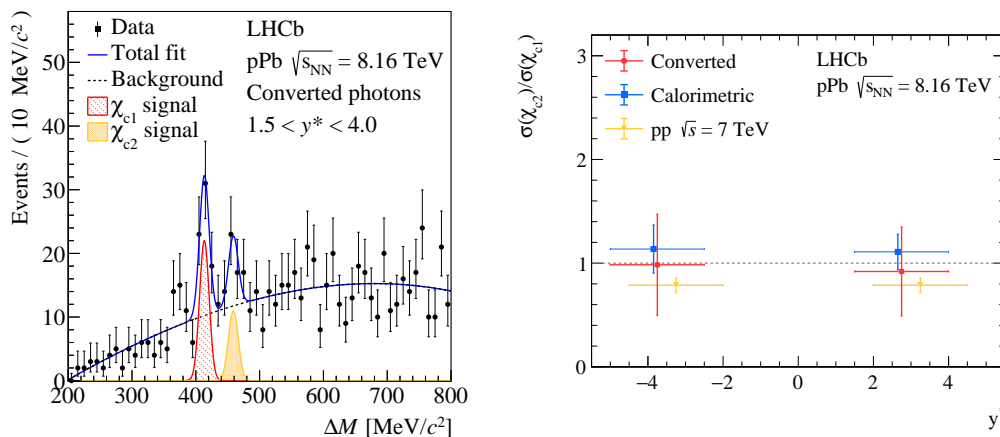 Data
Total fit
Background
χc1 signal
χc2 signal
LHCb
pPb √sNN = 8.16 TeV
Converted photons
1.5 < y* < 4.0
Events / (10 MeV/c²)
50
40
30
20
10
0
200 300 400 500 600 700 800
ΔM [MeV/c²]
σ(χc2)/σ(χc1)
3
2
1
0
Converted
Calorimetric
pp √s = 7 TeV
LHCb
pPb √sNN = 8.16 TeV
−4 −2 0 2 4